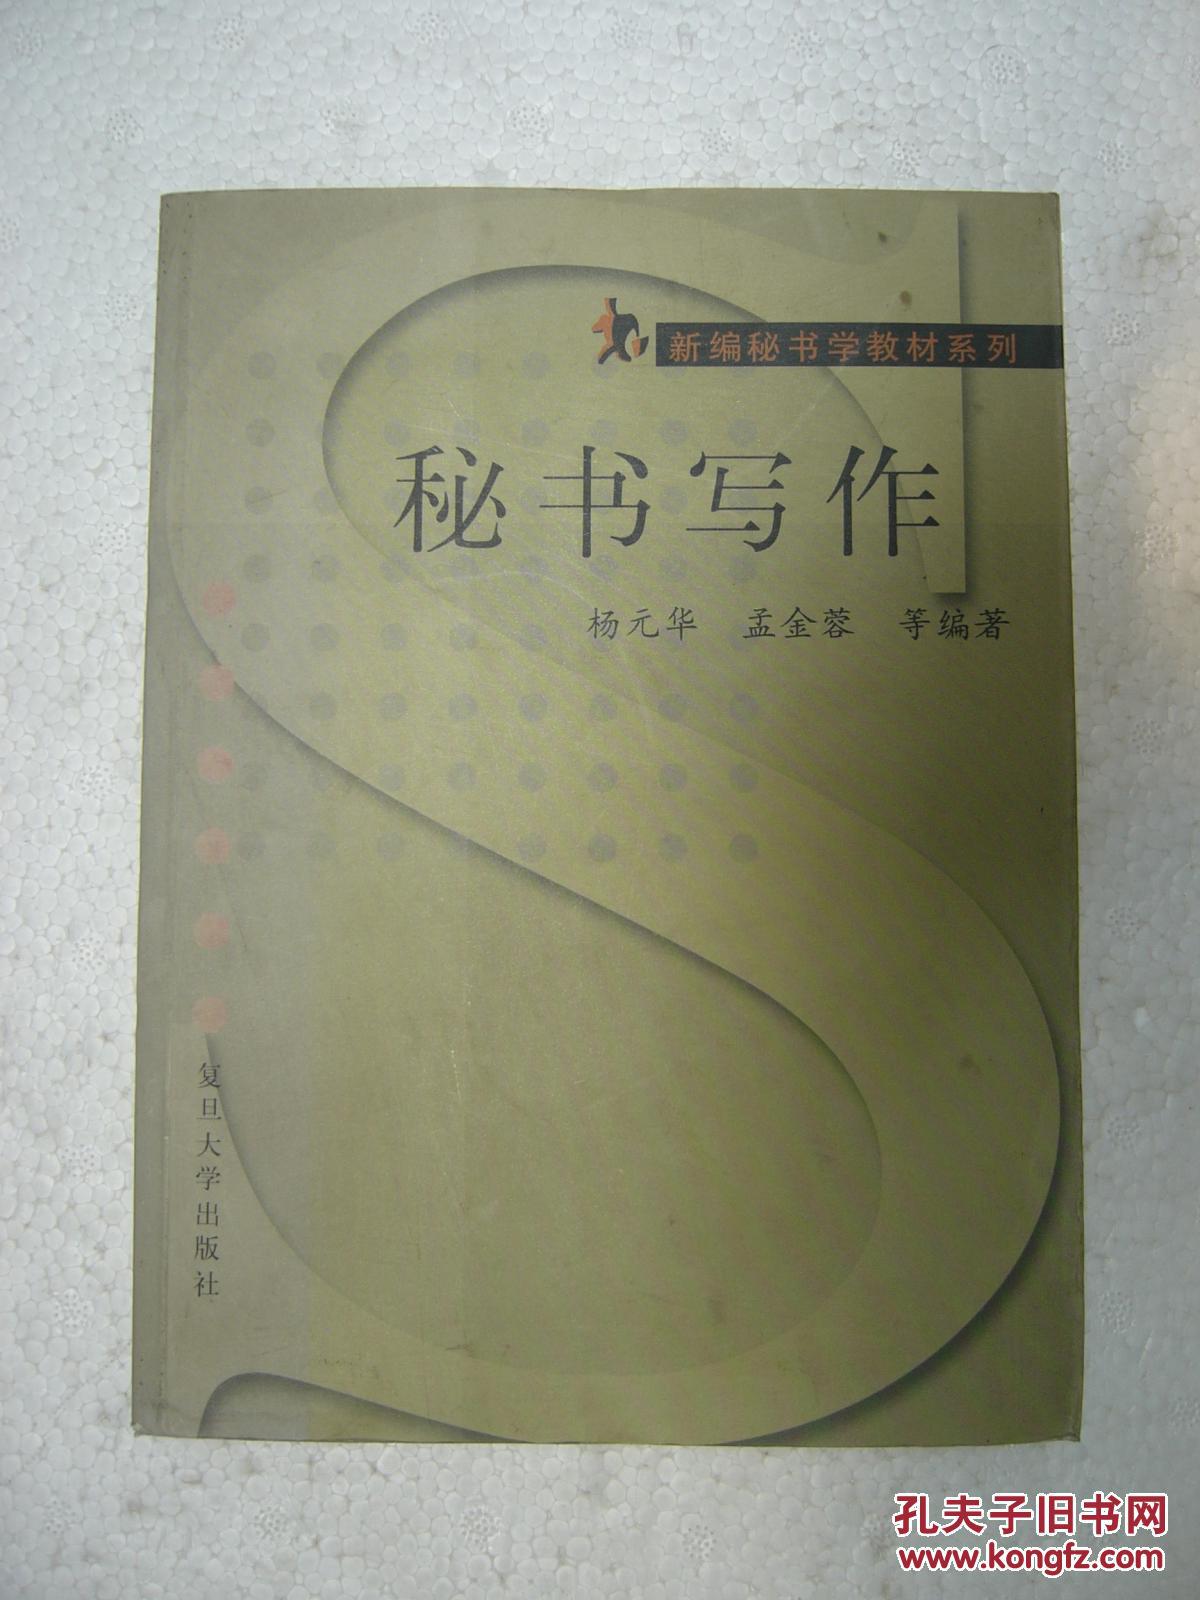 新编秘书学教材系列
秘书写作
杨元华 孟金蓉 等编著
复旦大学出版社
孔夫子旧书网
www.kongfz.com